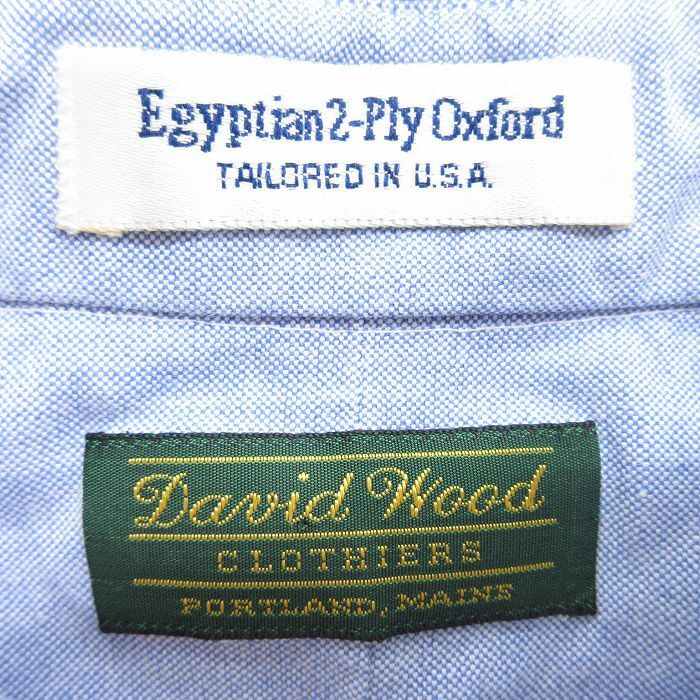 Egyptian 2-Ply Oxford
TAILORED IN U.S.A.
David Wood
CLOTHIERS
PORTLAND, MAINE